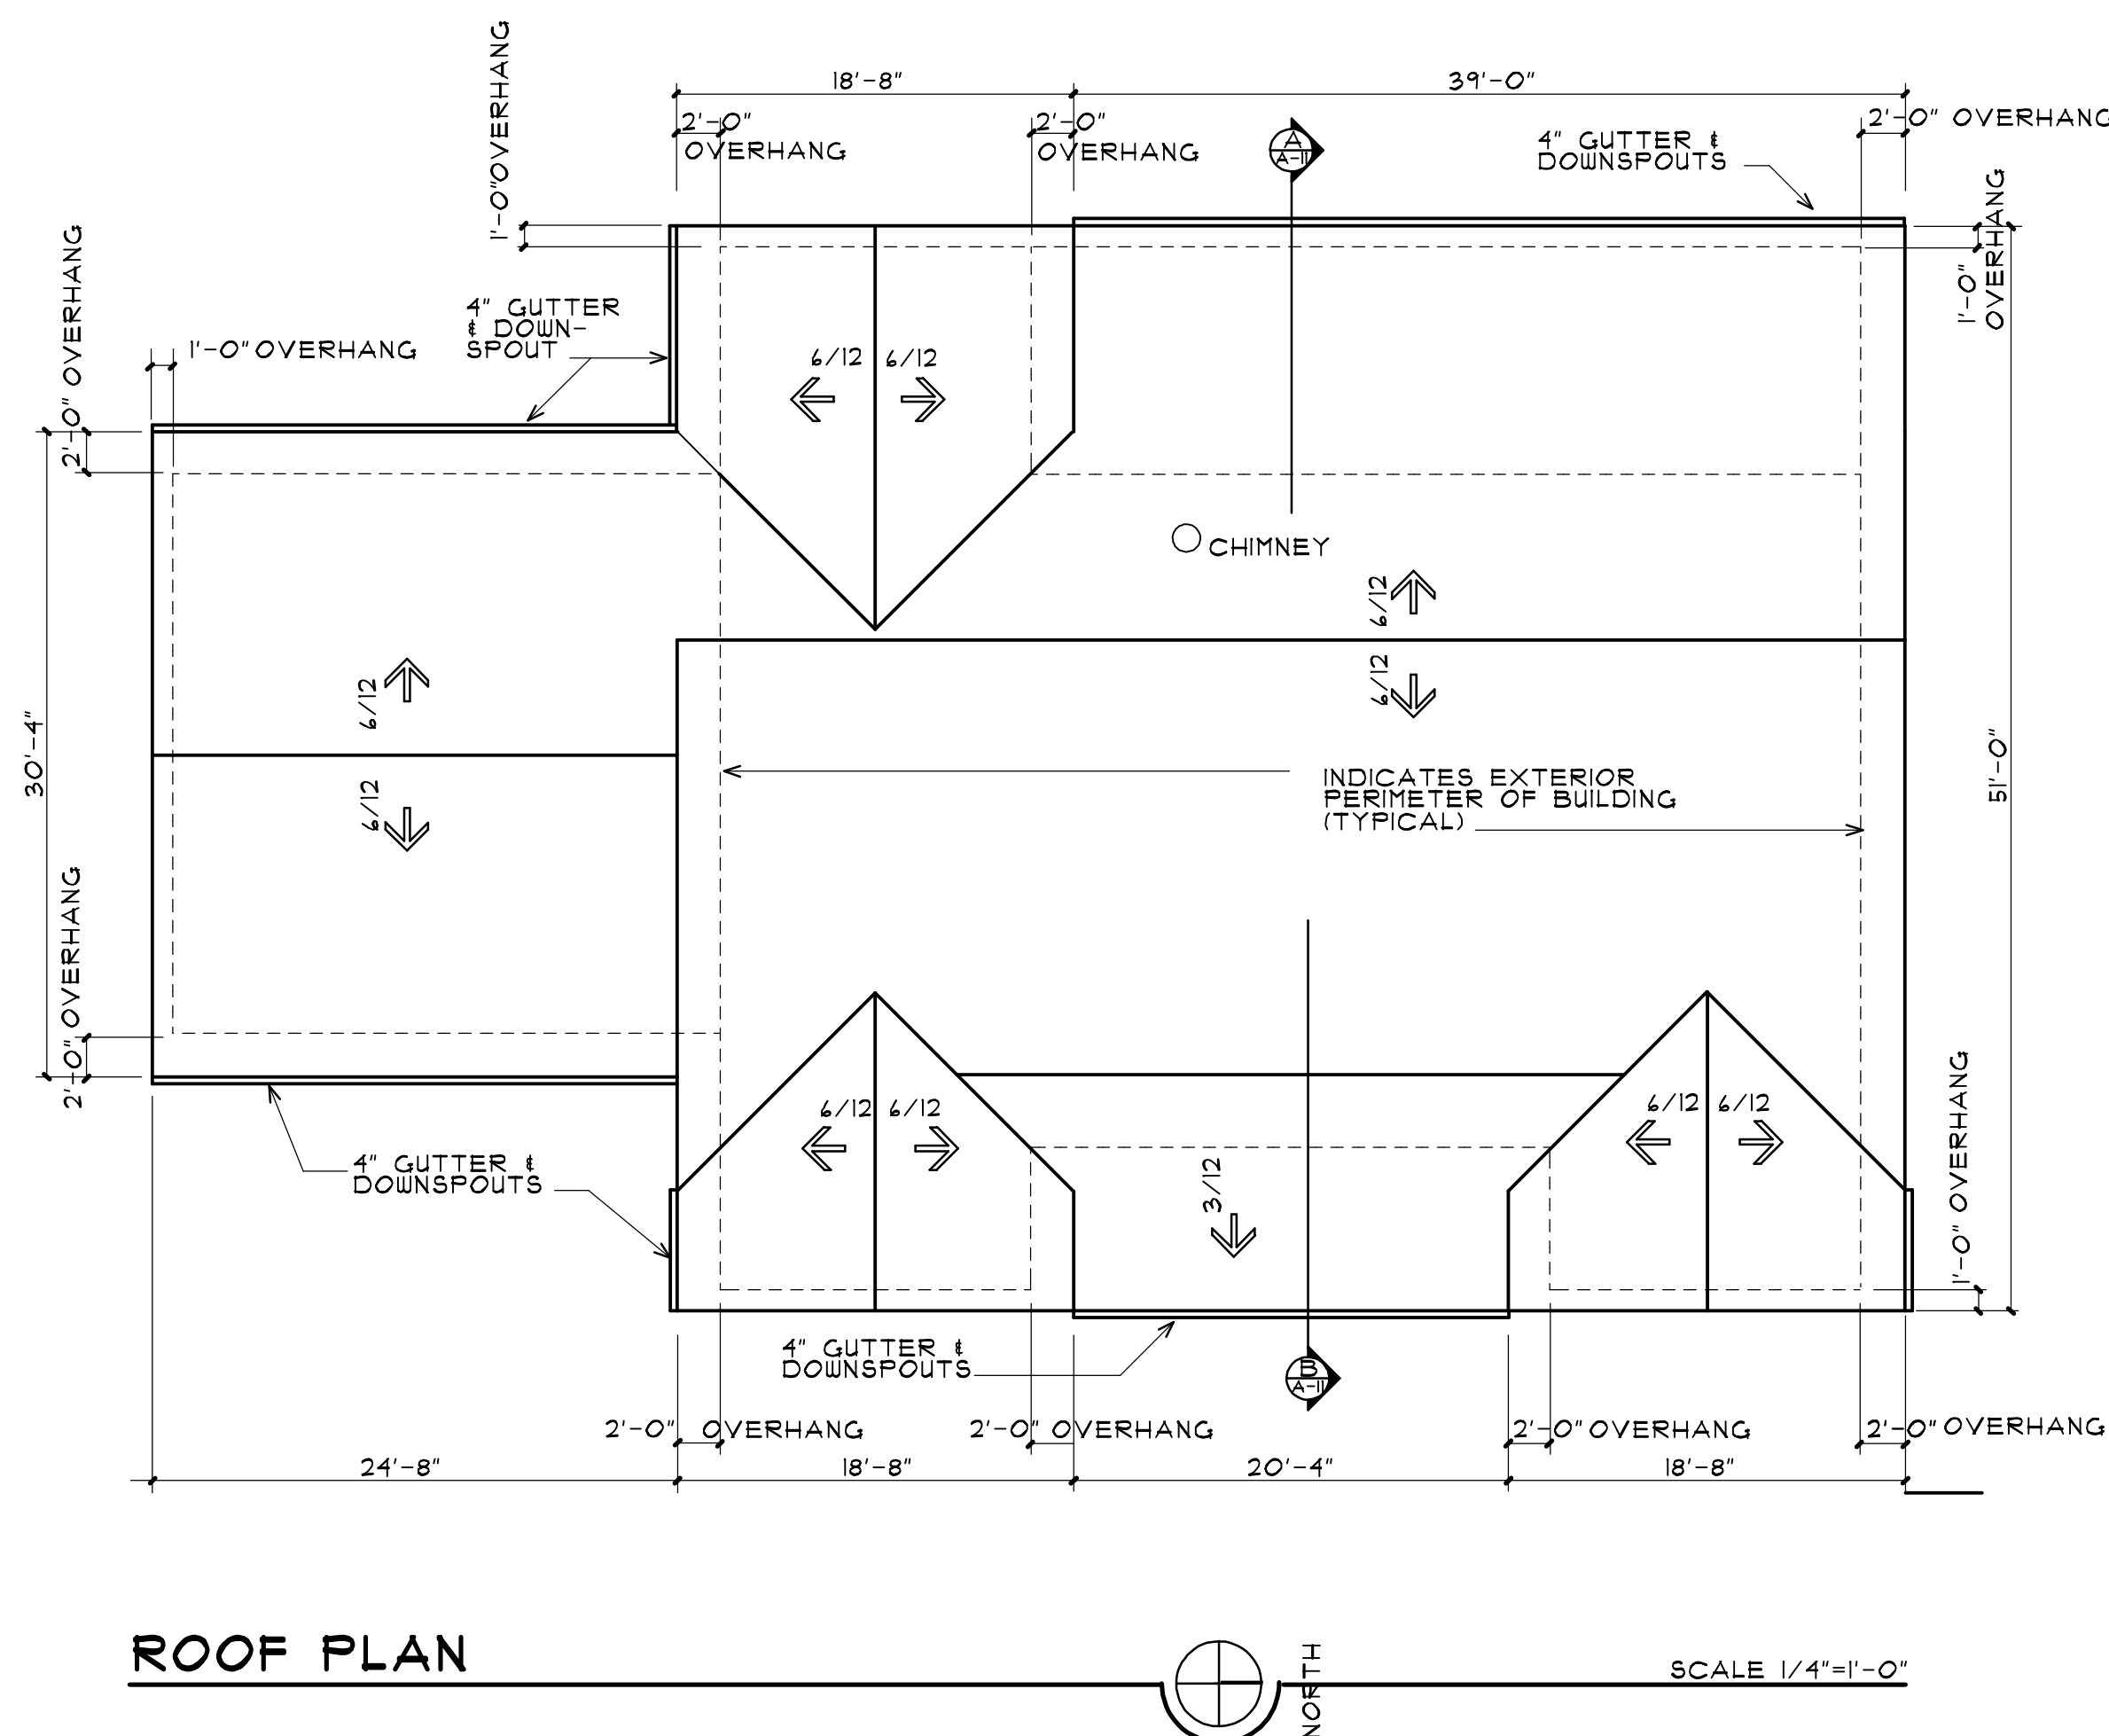 1'-0"OVERHANG
18'-8"
39'-0"
2'-0"
OVERHANG
2'-0"
OVERHANG
A
A-11
4" GUTTER &
DOWNSPOUTS
2'-0" OVERHANG
1'-0"
OVERHANG
2'-0" OVERHANG
1'-0" OVERHANG
4" GUTTER
& DOWN-
SPOUT
6/12
6/12
CHIMNEY
6/12
6/12
6/12
6/12
30'-4"
51'-0"
INDICATES EXTERIOR
PERIMETER OF BUILDING
(TYPICAL)
2'-0" OVERHANG
6/12
6/12
6/12
6/12
3/12
1'-0" OVERHANG
4" GUTTER &
DOWNSPOUTS
4" GUTTER &
DOWNSPOUTS
B
A-11
2'-0" OVERHANG
2'-0" OVERHANG
2'-0" OVERHANG
2'-0" OVERHANG
24'-8"
18'-8"
20'-4"
18'-8"
ROOF PLAN
NORTH
SCALE 1/4"=1'-0"